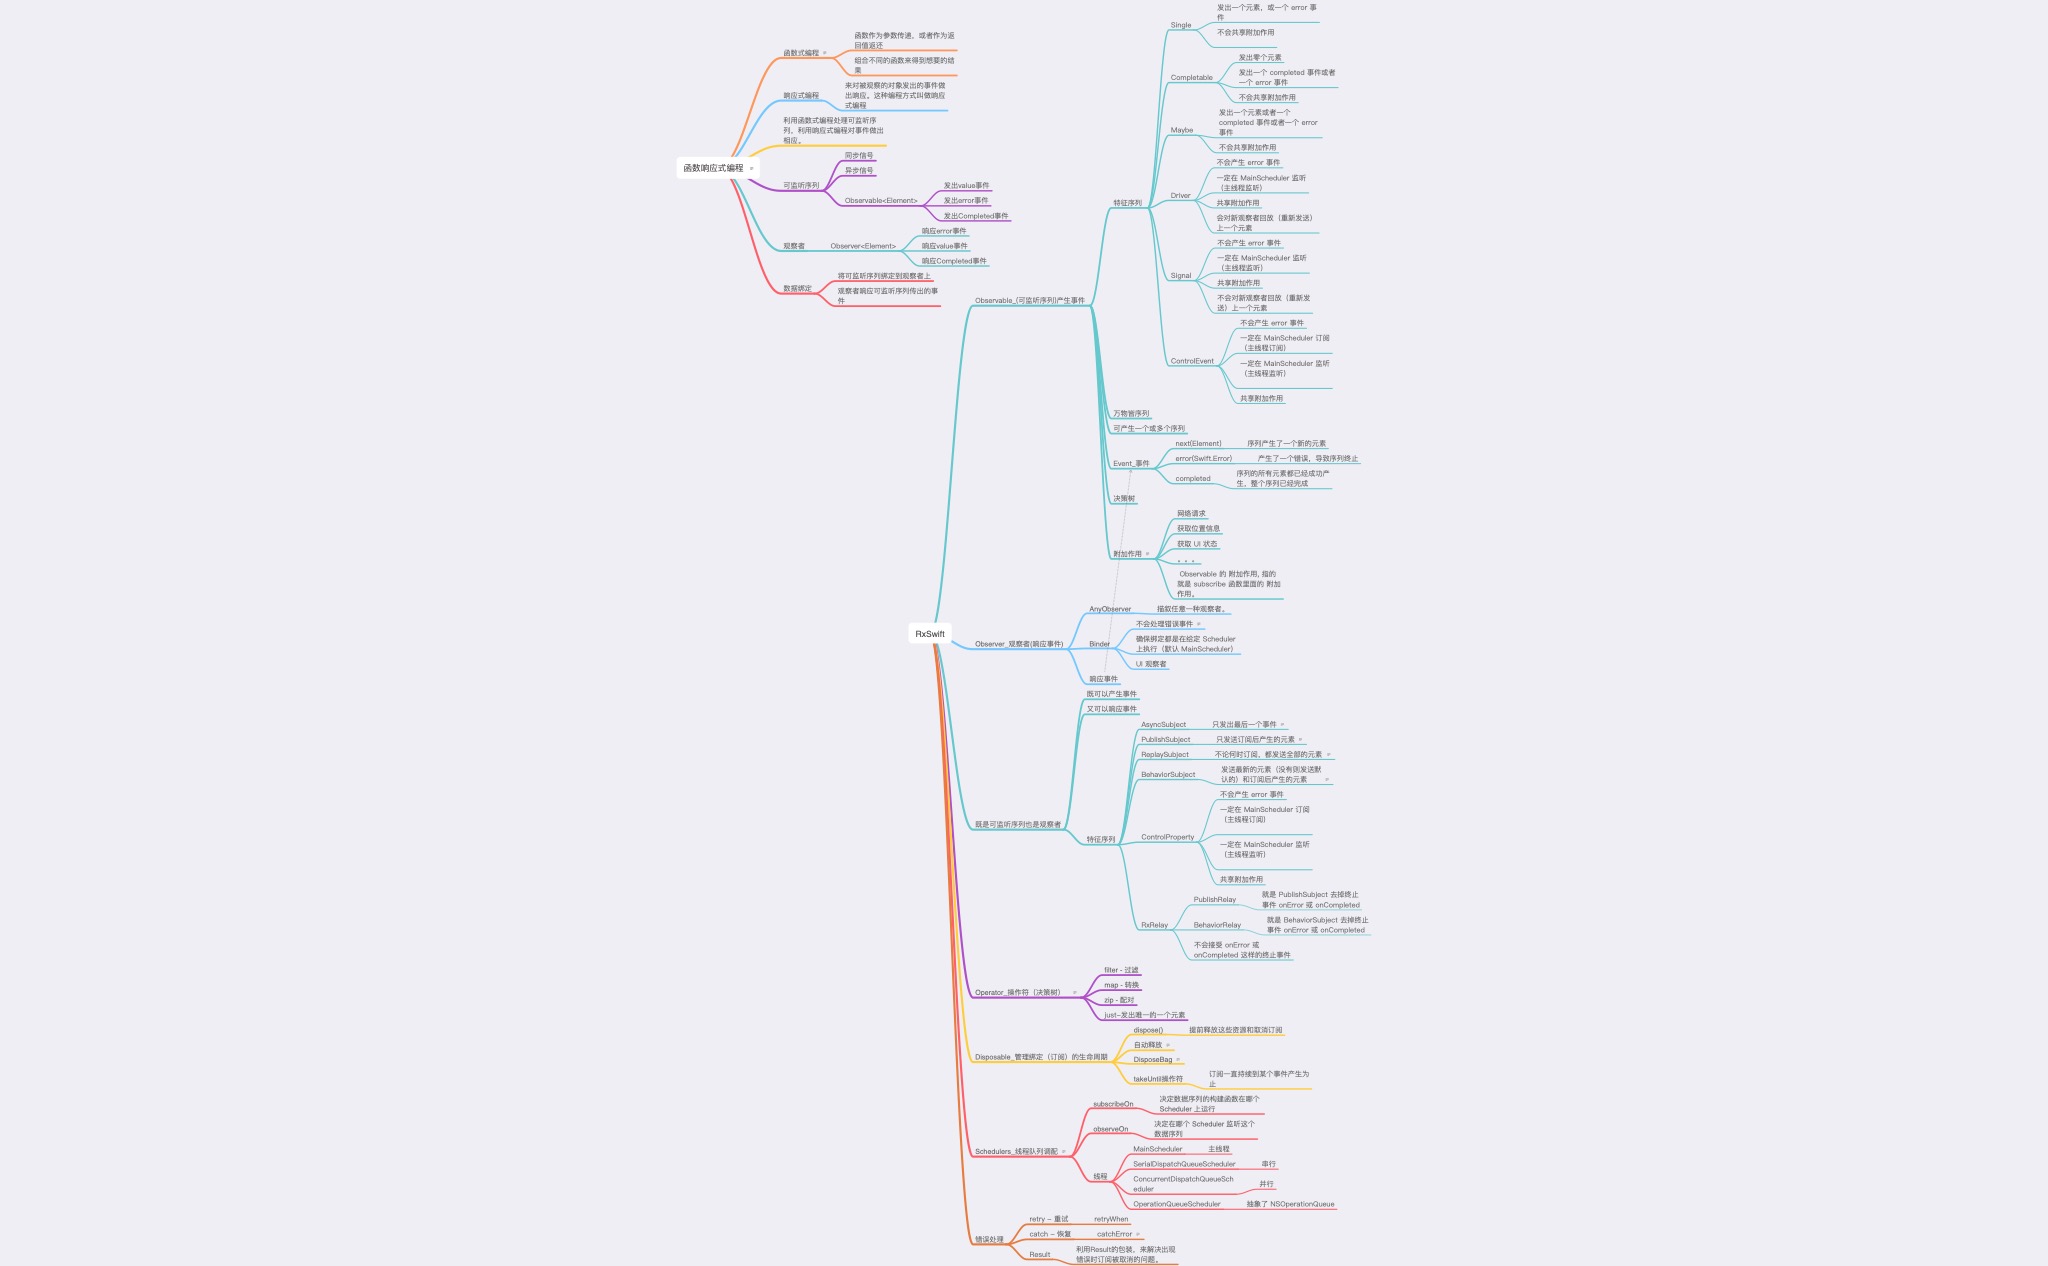 函数响应式编程
函数式编程
函数作为参数传递，或者作为返
回值返还
组合不同的函数来得到想要的结
果
响应式编程
来对被观察的对象发出的事件做
出响应。这种编程方式叫做响应
式编程
利用函数式编程处理可监听序
列，利用响应式编程对事件做出
相应。
可监听序列
同步信号
异步信号
Observable<Element>
发出value事件
发出error事件
发出Completed事件
观察者
Observer<Element>
响应error事件
响应value事件
响应Completed事件
数据绑定
将可监听序列绑定到观察者上
观察者响应可监听序列传出的事
件
RxSwift
Observable_(可监听序列)产生事件
特征序列
Single
发出一个元素，或一个 error 事
件
不会共享附加作用
Completable
发出零个元素
发出一个 completed 事件或者
一个 error 事件
不会共享附加作用
Maybe
发出一个元素或者一个
completed 事件或者一个 error
事件
不会共享附加作用
Driver
不会产生 error 事件
一定在 MainScheduler 监听
（主线程监听）
共享附加作用
会对新观察者回放（重新发送）
上一个元素
Signal
不会产生 error 事件
一定在 MainScheduler 监听
（主线程监听）
共享附加作用
不会对新观察者回放（重新发
送）上一个元素
ControlEvent
不会产生 error 事件
一定在 MainScheduler 订阅
（主线程订阅）
一定在 MainScheduler 监听
（主线程监听）
共享附加作用
万物皆序列
可产生一个或多个序列
Event_事件
next(Element)
序列产生了一个新的元素
error(Swift.Error)
产生了一个错误，导致序列终止
completed
序列的所有元素都已经成功产
生，整个序列已经完成
决策树
附加作用
网络请求
获取位置信息
获取 UI 状态
。。。
Observable 的 附加作用, 指的
就是 subscribe 函数里面的 附加
作用。
Observer_观察者(响应事件)
AnyObserver
描叙任意一种观察者。
Binder
不会处理错误事件
确保绑定都是在给定 Scheduler
上执行（默认 MainScheduler）
UI 观察者
响应事件
既是可监听序列也是观察者
既可以产生事件
又可以响应事件
特征序列
AsyncSubject
只发出最后一个事件
PublishSubject
只发送订阅后产生的元素
ReplaySubject
不论何时订阅，都发送全部的元素
BehaviorSubject
发送最新的元素（没有则发送默
认的）和订阅后产生的元素
ControlProperty
不会产生 error 事件
一定在 MainScheduler 订阅
（主线程订阅）
一定在 MainScheduler 监听
（主线程监听）
共享附加作用
RxRelay
PublishRelay
就是 PublishSubject 去掉终止
事件 onError 或 onCompleted
BehaviorRelay
就是 BehaviorSubject 去掉终止
事件 onError 或 onCompleted
不会接受 onError 或
onCompleted 这样的终止事件
Operator_操作符（决策树）
filter - 过滤
map - 转换
zip - 配对
just-发出唯一的一个元素
Disposable_管理绑定（订阅）的生命周期
dispose()
提前释放这些资源和取消订阅
自动释放
DisposeBag
takeUntil操作符
订阅一直持续到某个事件产生为
止
Schedulers_线程队列调配
subscribeOn
决定数据序列的构建函数在哪个
Scheduler 上运行
observeOn
决定在哪个 Scheduler 监听这个
数据序列
线程
MainScheduler
主线程
SerialDispatchQueueScheduler
串行
ConcurrentDispatchQueueSch
eduler
并行
OperationQueueScheduler
抽象了 NSOperationQueue
错误处理
retry - 重试
retryWhen
catch - 恢复
catchError
Result
利用Result的包装，来解决出现
错误时订阅被取消的问题。